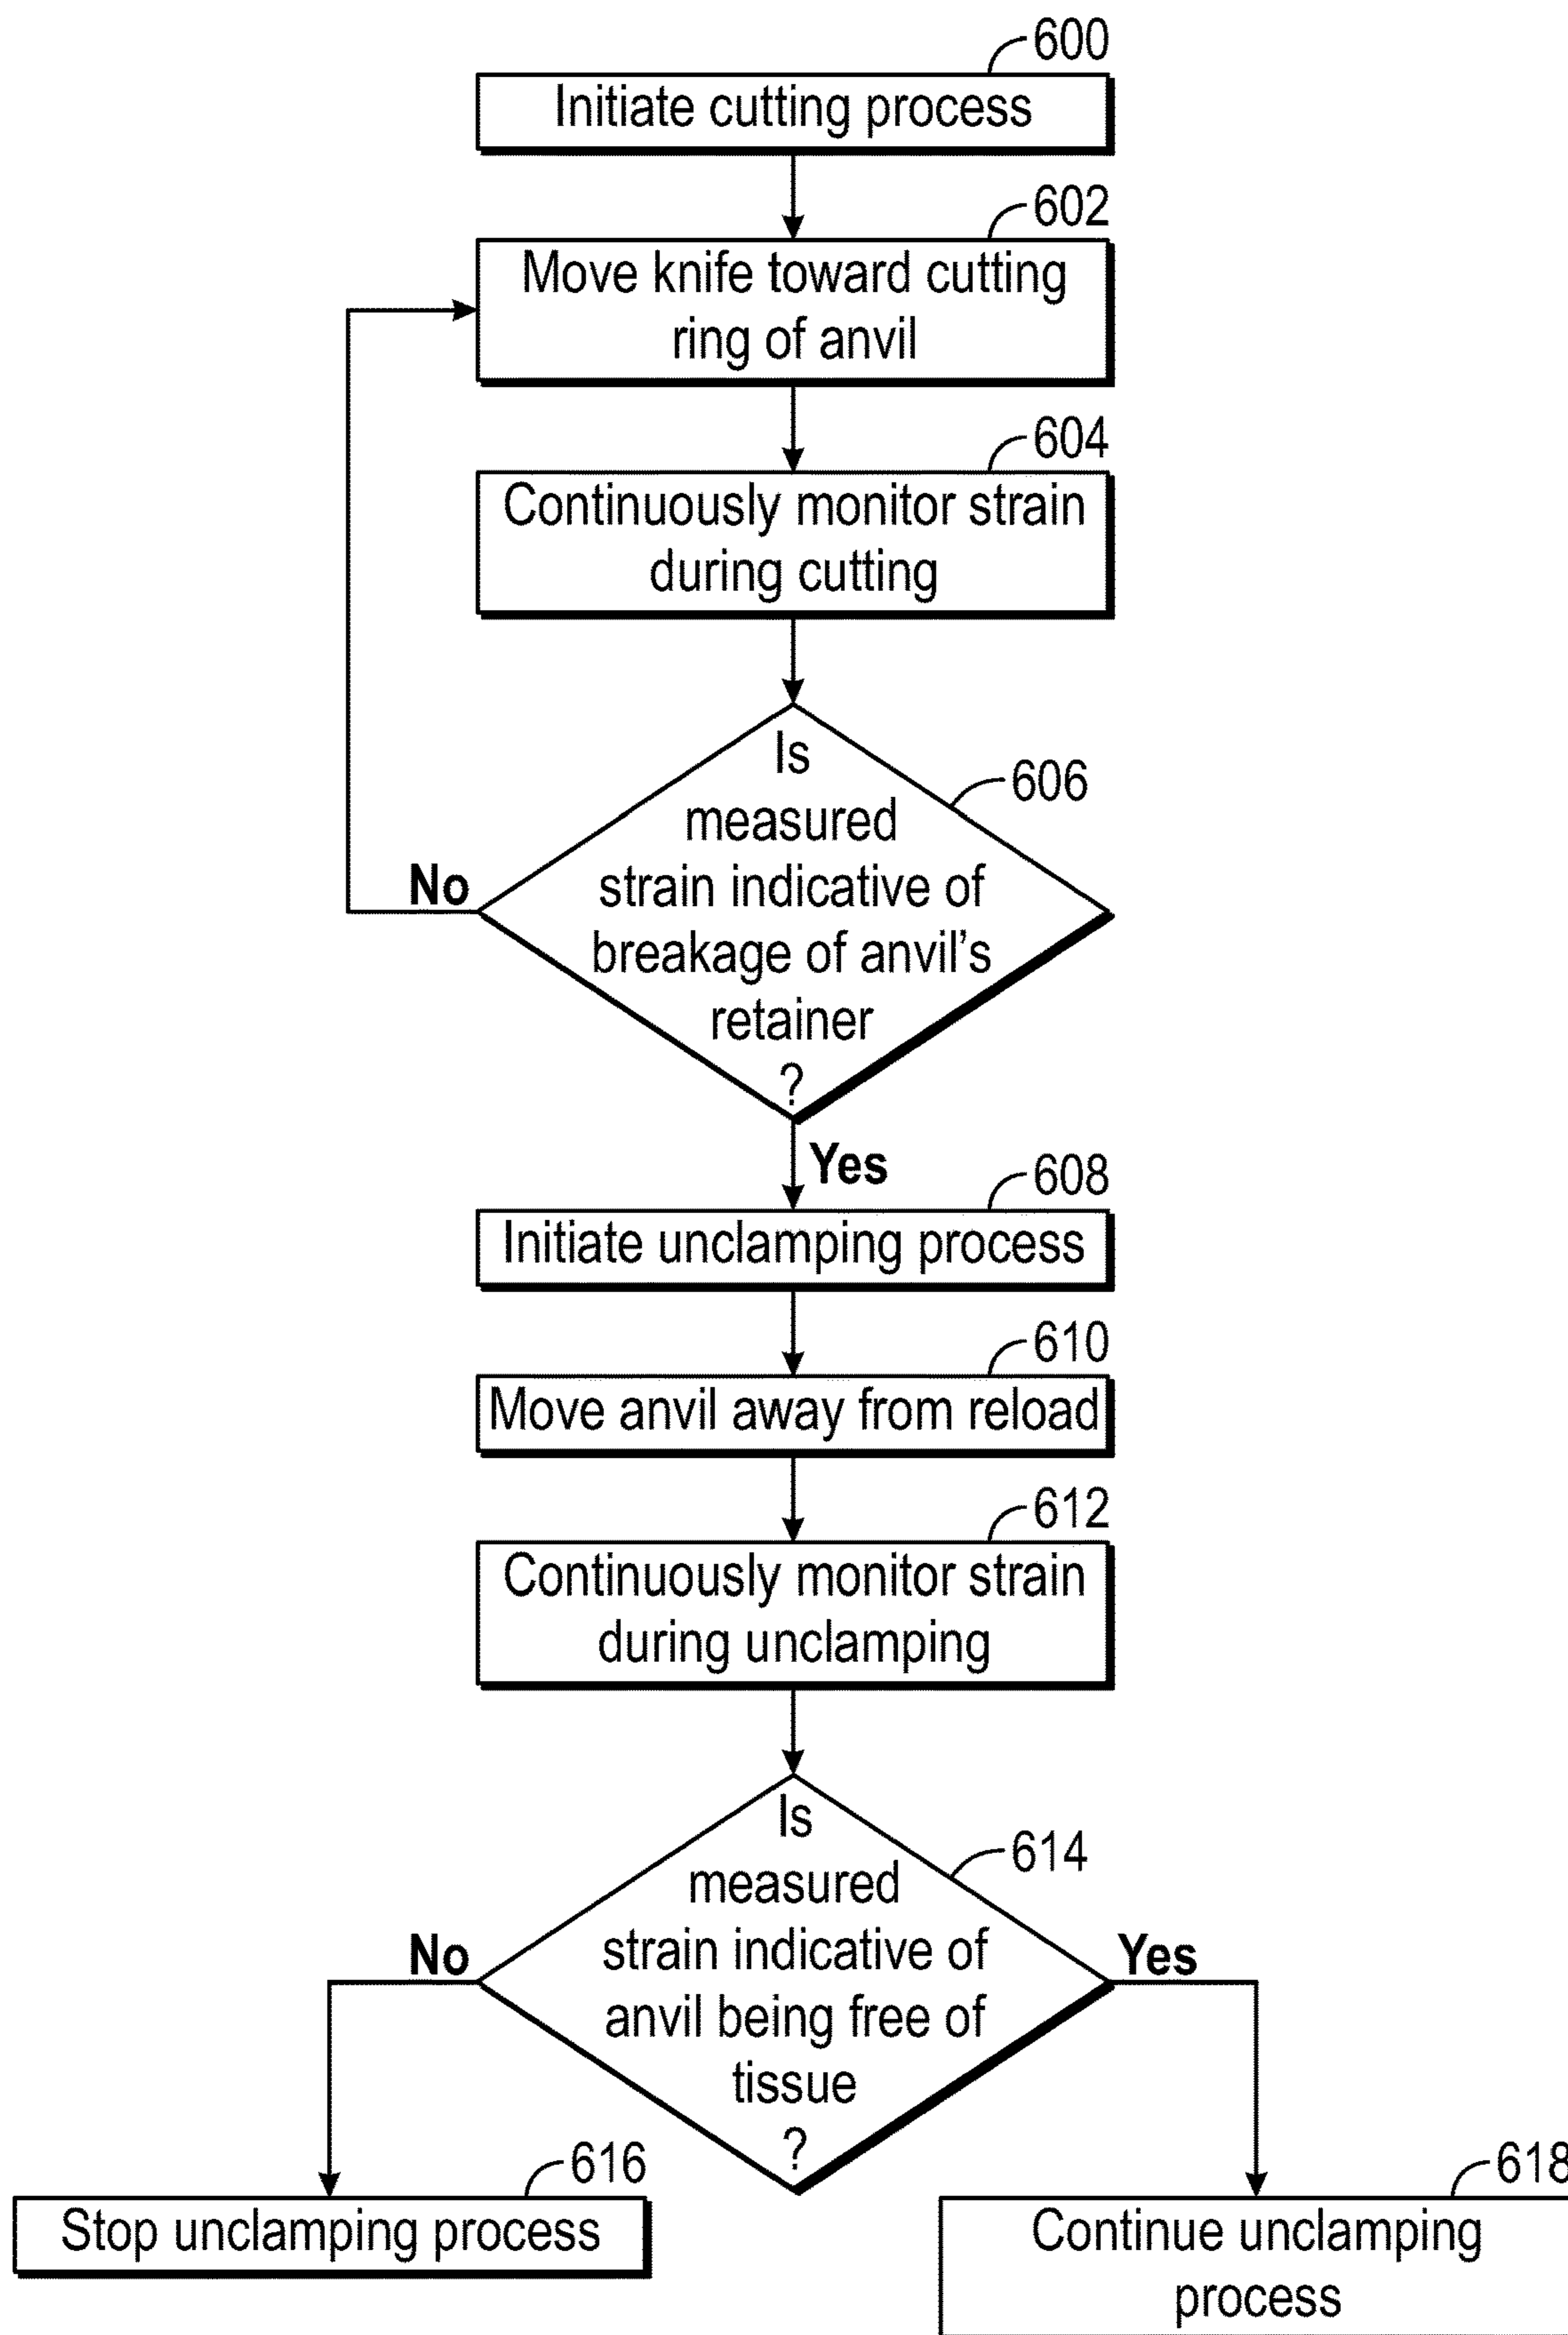 600
Initiate cutting process
602
Move knife toward cutting
ring of anvil
604
Continuously monitor strain
during cutting
606
Is
measured
strain indicative of
breakage of anvil's
retainer
?
No
Yes
608
Initiate unclamping process
610
Move anvil away from reload
612
Continuously monitor strain
during unclamping
614
Is
measured
strain indicative of
anvil being free of
tissue
?
No
Yes
616
Stop unclamping process
618
Continue unclamping
process